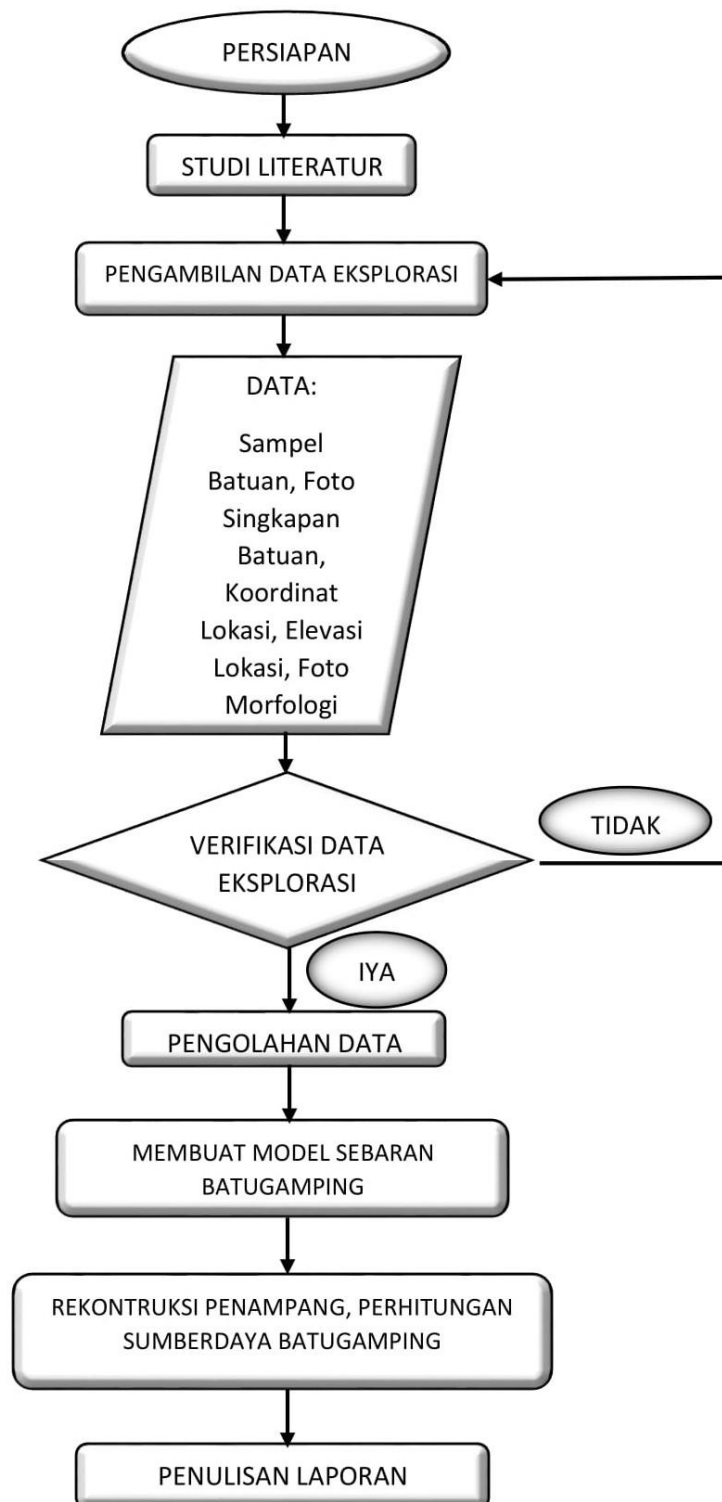 PERSIAPAN
STUDI LITERATUR
PENGAMBILAN DATA EKSPLORASI
DATA:
Sampel
Batuan, Foto
Singkapan
Batuan,
Koordinat
Lokasi, Elevasi
Lokasi, Foto
Morfologi
VERIFIKASI DATA
EKSPLORASI
TIDAK
IYA
PENGOLAHAN DATA
MEMBUAT MODEL SEBARAN
BATUGAMPING
REKONTRUKSI PENAMPANG, PERHITUNGAN
SUMBERDAYA BATUGAMPING
PENULISAN LAPORAN